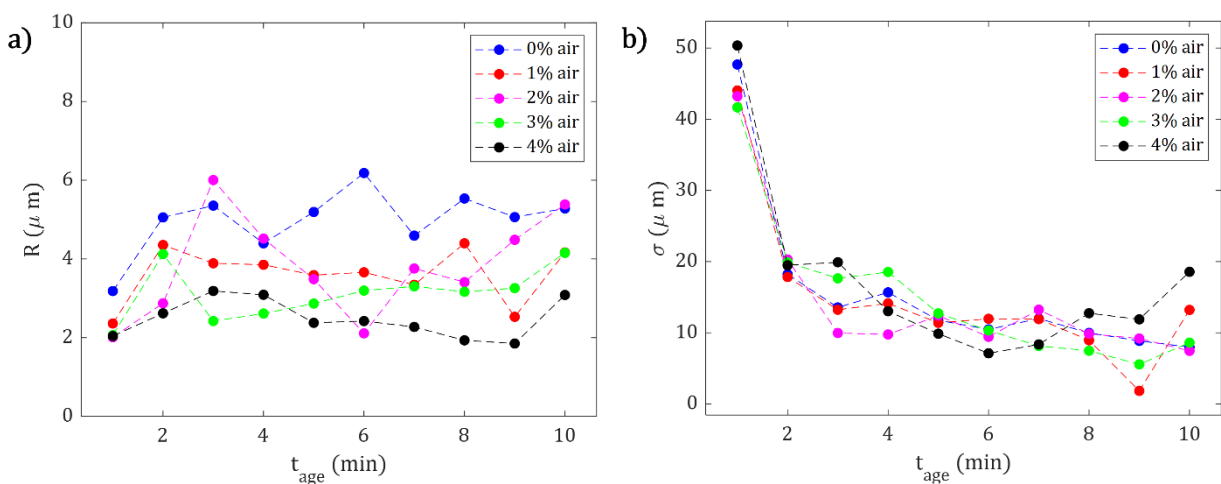 a)
10
8
6
4
2
0
R (μ m)
2
4
6
8
10
t_age (min)
0% air
1% air
2% air
3% air
4% air
b)
50
40
30
20
10
0
σ (μ m)
2
4
6
8
10
t_age (min)
0% air
1% air
2% air
3% air
4% air